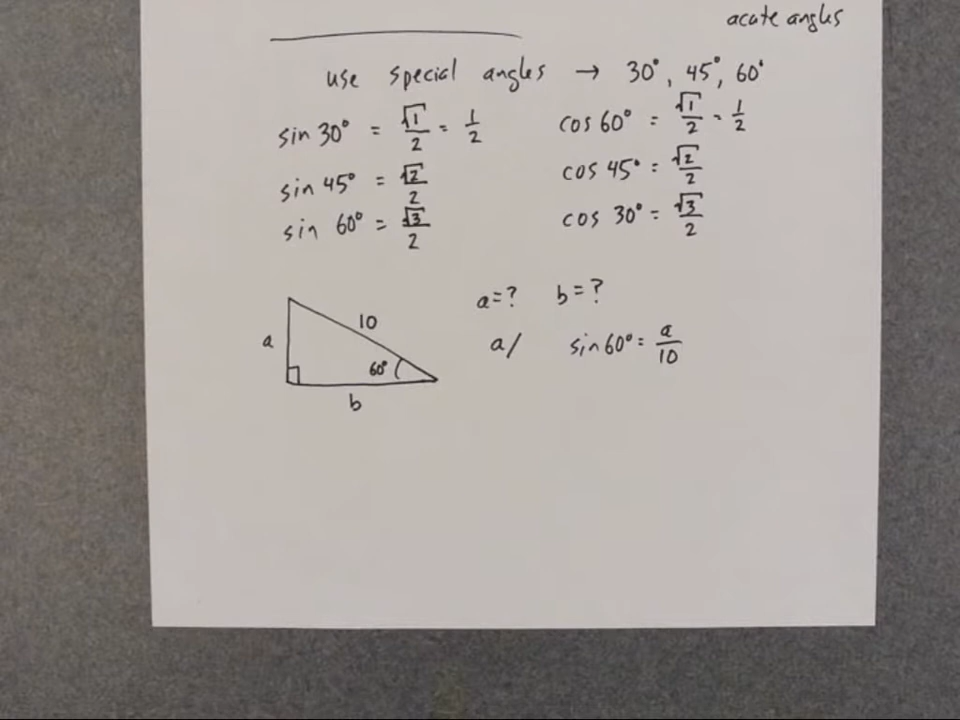 acute angles
use special angles → 30°, 45°, 60°
sin 30° = √1/2 = 1/2 cos 60° = √1/2 = 1/2
sin 45° = √2/2 cos 45° = √2/2
sin 60° = √3/2 cos 30° = √3/2
a=? b=?
10
a a/ sin60° = a/10
60°
b